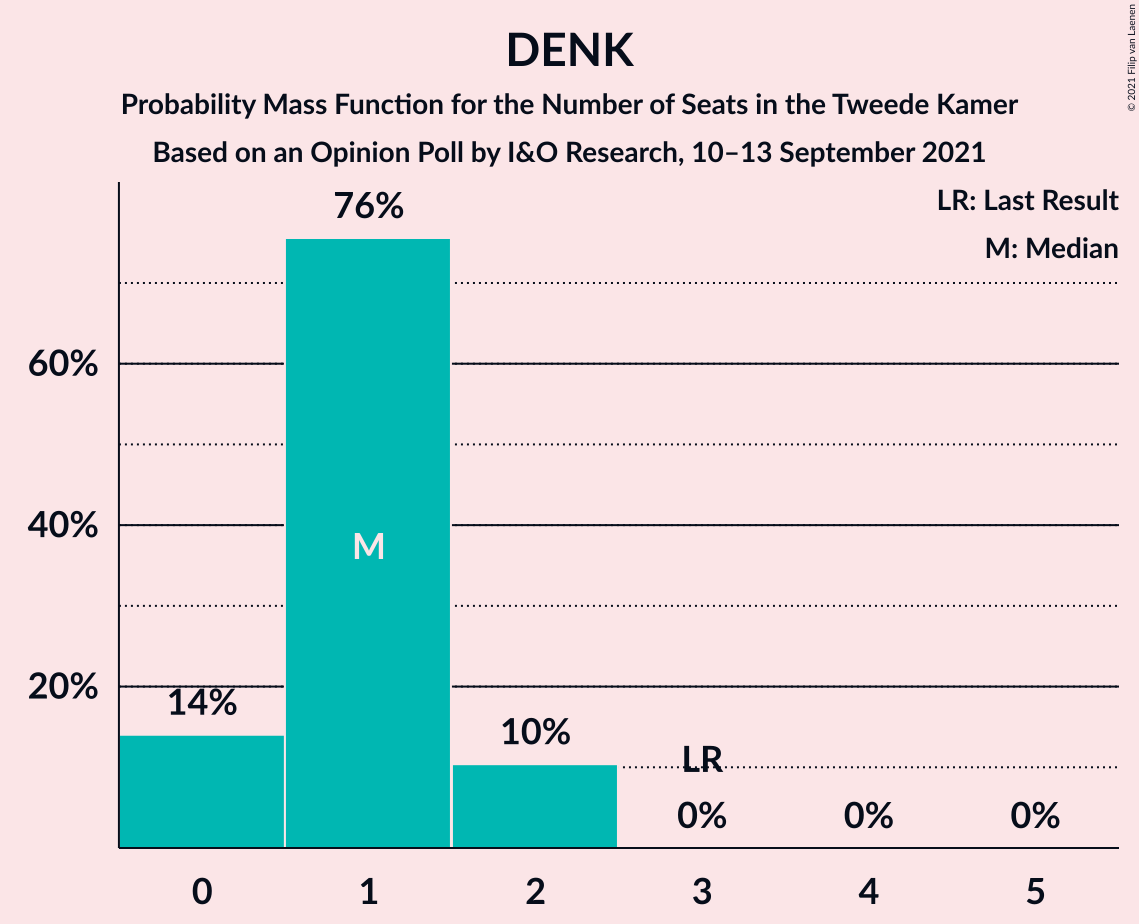 DENK
Probability Mass Function for the Number of Seats in the Tweede Kamer
Based on an Opinion Poll by I&O Research, 10–13 September 2021
© 2021 Filip van Laenen
LR: Last Result
M: Median
76%
60%
40%
M
20%
14%
10%
LR
0%
0%
0%
0
1
2
3
4
5